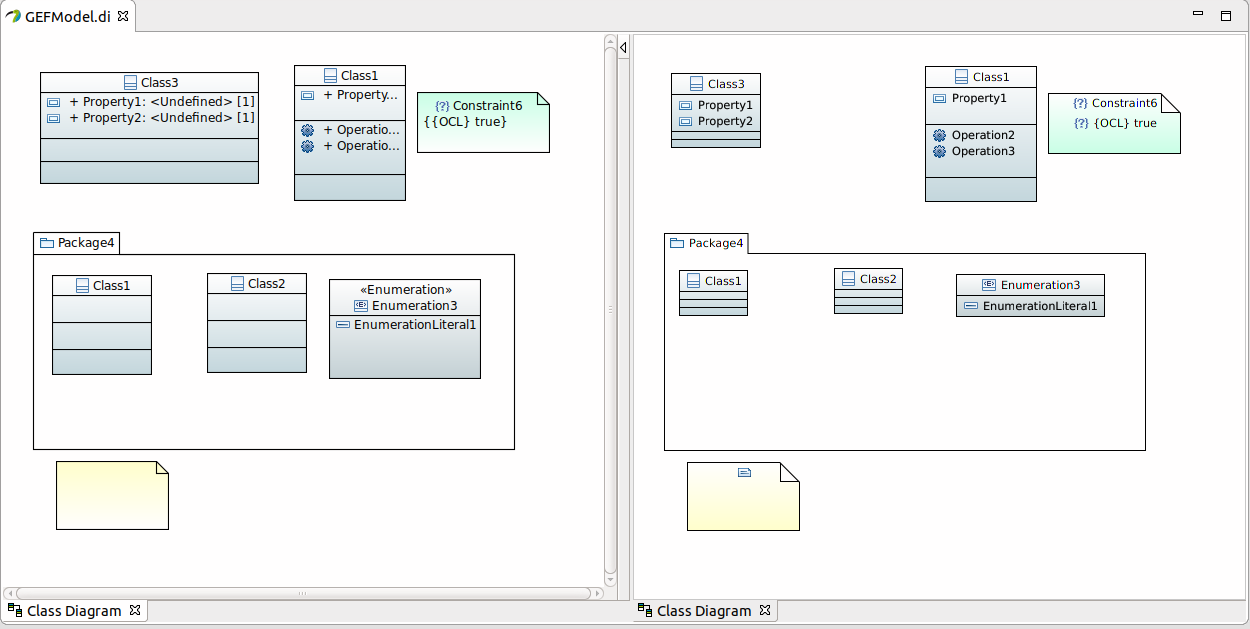 GEFModel.di
Class3
+ Property1: <Undefined> [1]
+ Property2: <Undefined> [1]
Class1
+ Property...
+ Operatio...
+ Operatio...
Constraint6
{{OCL} true}
Package4
Class1
Class2
«Enumeration»
Enumeration3
EnumerationLiteral1
Class Diagram
Class3
Property1
Property2
Class1
Property1
Operation2
Operation3
Constraint6
{OCL} true
Package4
Class1
Class2
Enumeration3
EnumerationLiteral1
Class Diagram